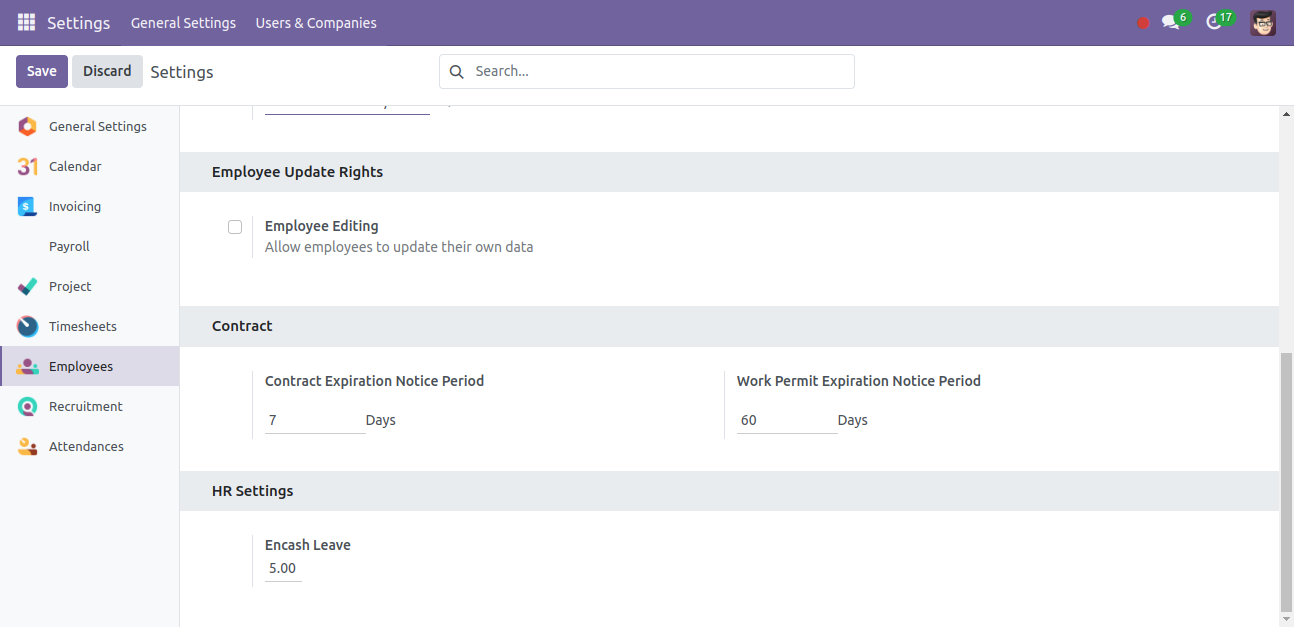 Settings General Settings Users & Companies 6 17
Save Discard Settings Search...
General Settings
31 Calendar
$ Invoicing
Payroll
Project
Timesheets
Employees
Recruitment
Attendances
Employee Update Rights
Employee Editing
Allow employees to update their own data
Contract
Contract Expiration Notice Period
7 Days
Work Permit Expiration Notice Period
60 Days
HR Settings
Encash Leave
5.00